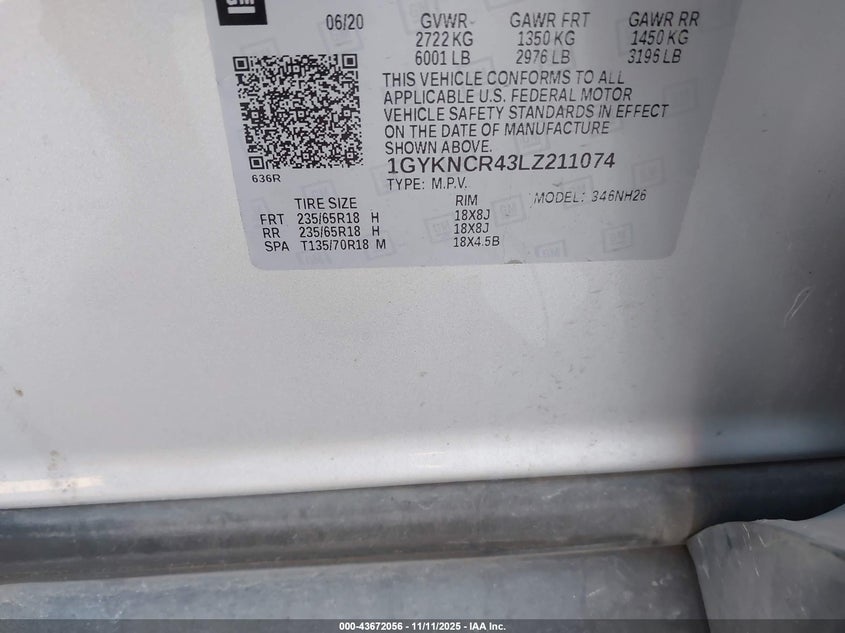 GM
06/20 GVWR GAWR FRT GAWR RR
2722 KG 1350 KG 1450 KG
6001 LB 2976 LB 3196 LB
THIS VEHICLE CONFORMS TO ALL
APPLICABLE U.S. FEDERAL MOTOR
VEHICLE SAFETY STANDARDS IN EFFECT
ON THE DATE OF MANUFACTURE
SHOWN ABOVE.
636R 1GYKNCR43LZ211074
TYPE: M.P.V. MODEL: 346NH26
TIRE SIZE RIM
FRT 235/65R18 H 18X8J
RR 235/65R18 H 18X8J
SPA T135/70R18 M 18X4.5B
000-43672056 - 11/11/2025 - IAA Inc.